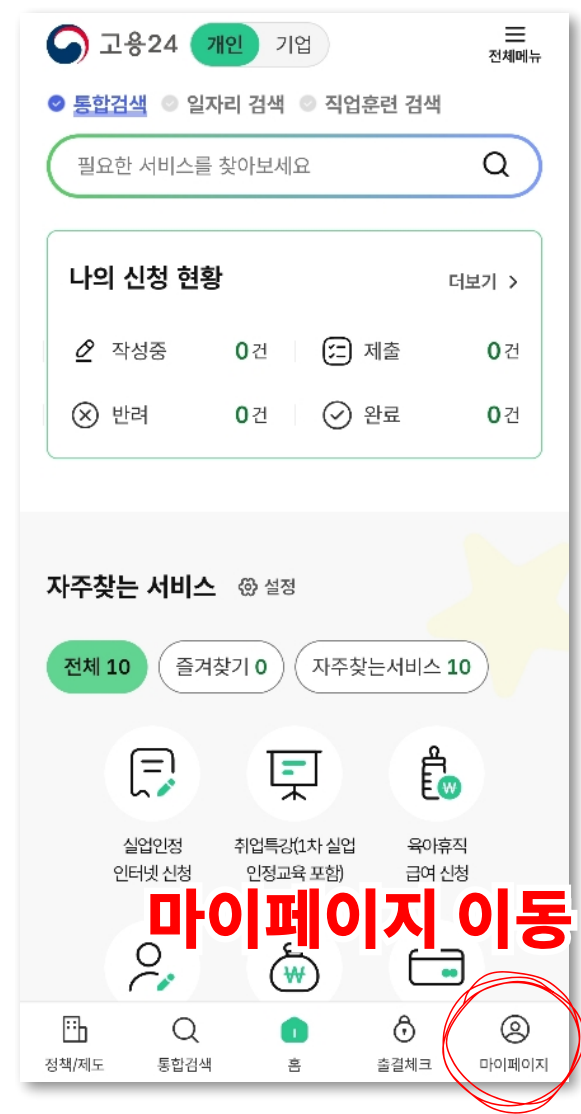 고용24 개인 기업
전체메뉴
통합검색 일자리 검색 직업훈련 검색
필요한 서비스를 찾아보세요
나의 신청 현황 더보기 >
작성중 0건 제출 0건
반려 0건 완료 0건
자주찾는 서비스 설정
전체 10 즐겨찾기 0 자주찾는서비스 10
실업인정 취업특강(1차 실업 육아휴직
인터넷 신청 인정교육 포함) 급여 신청
마이페이지 이동
정책/제도 통합검색 홈 출결체크 마이페이지